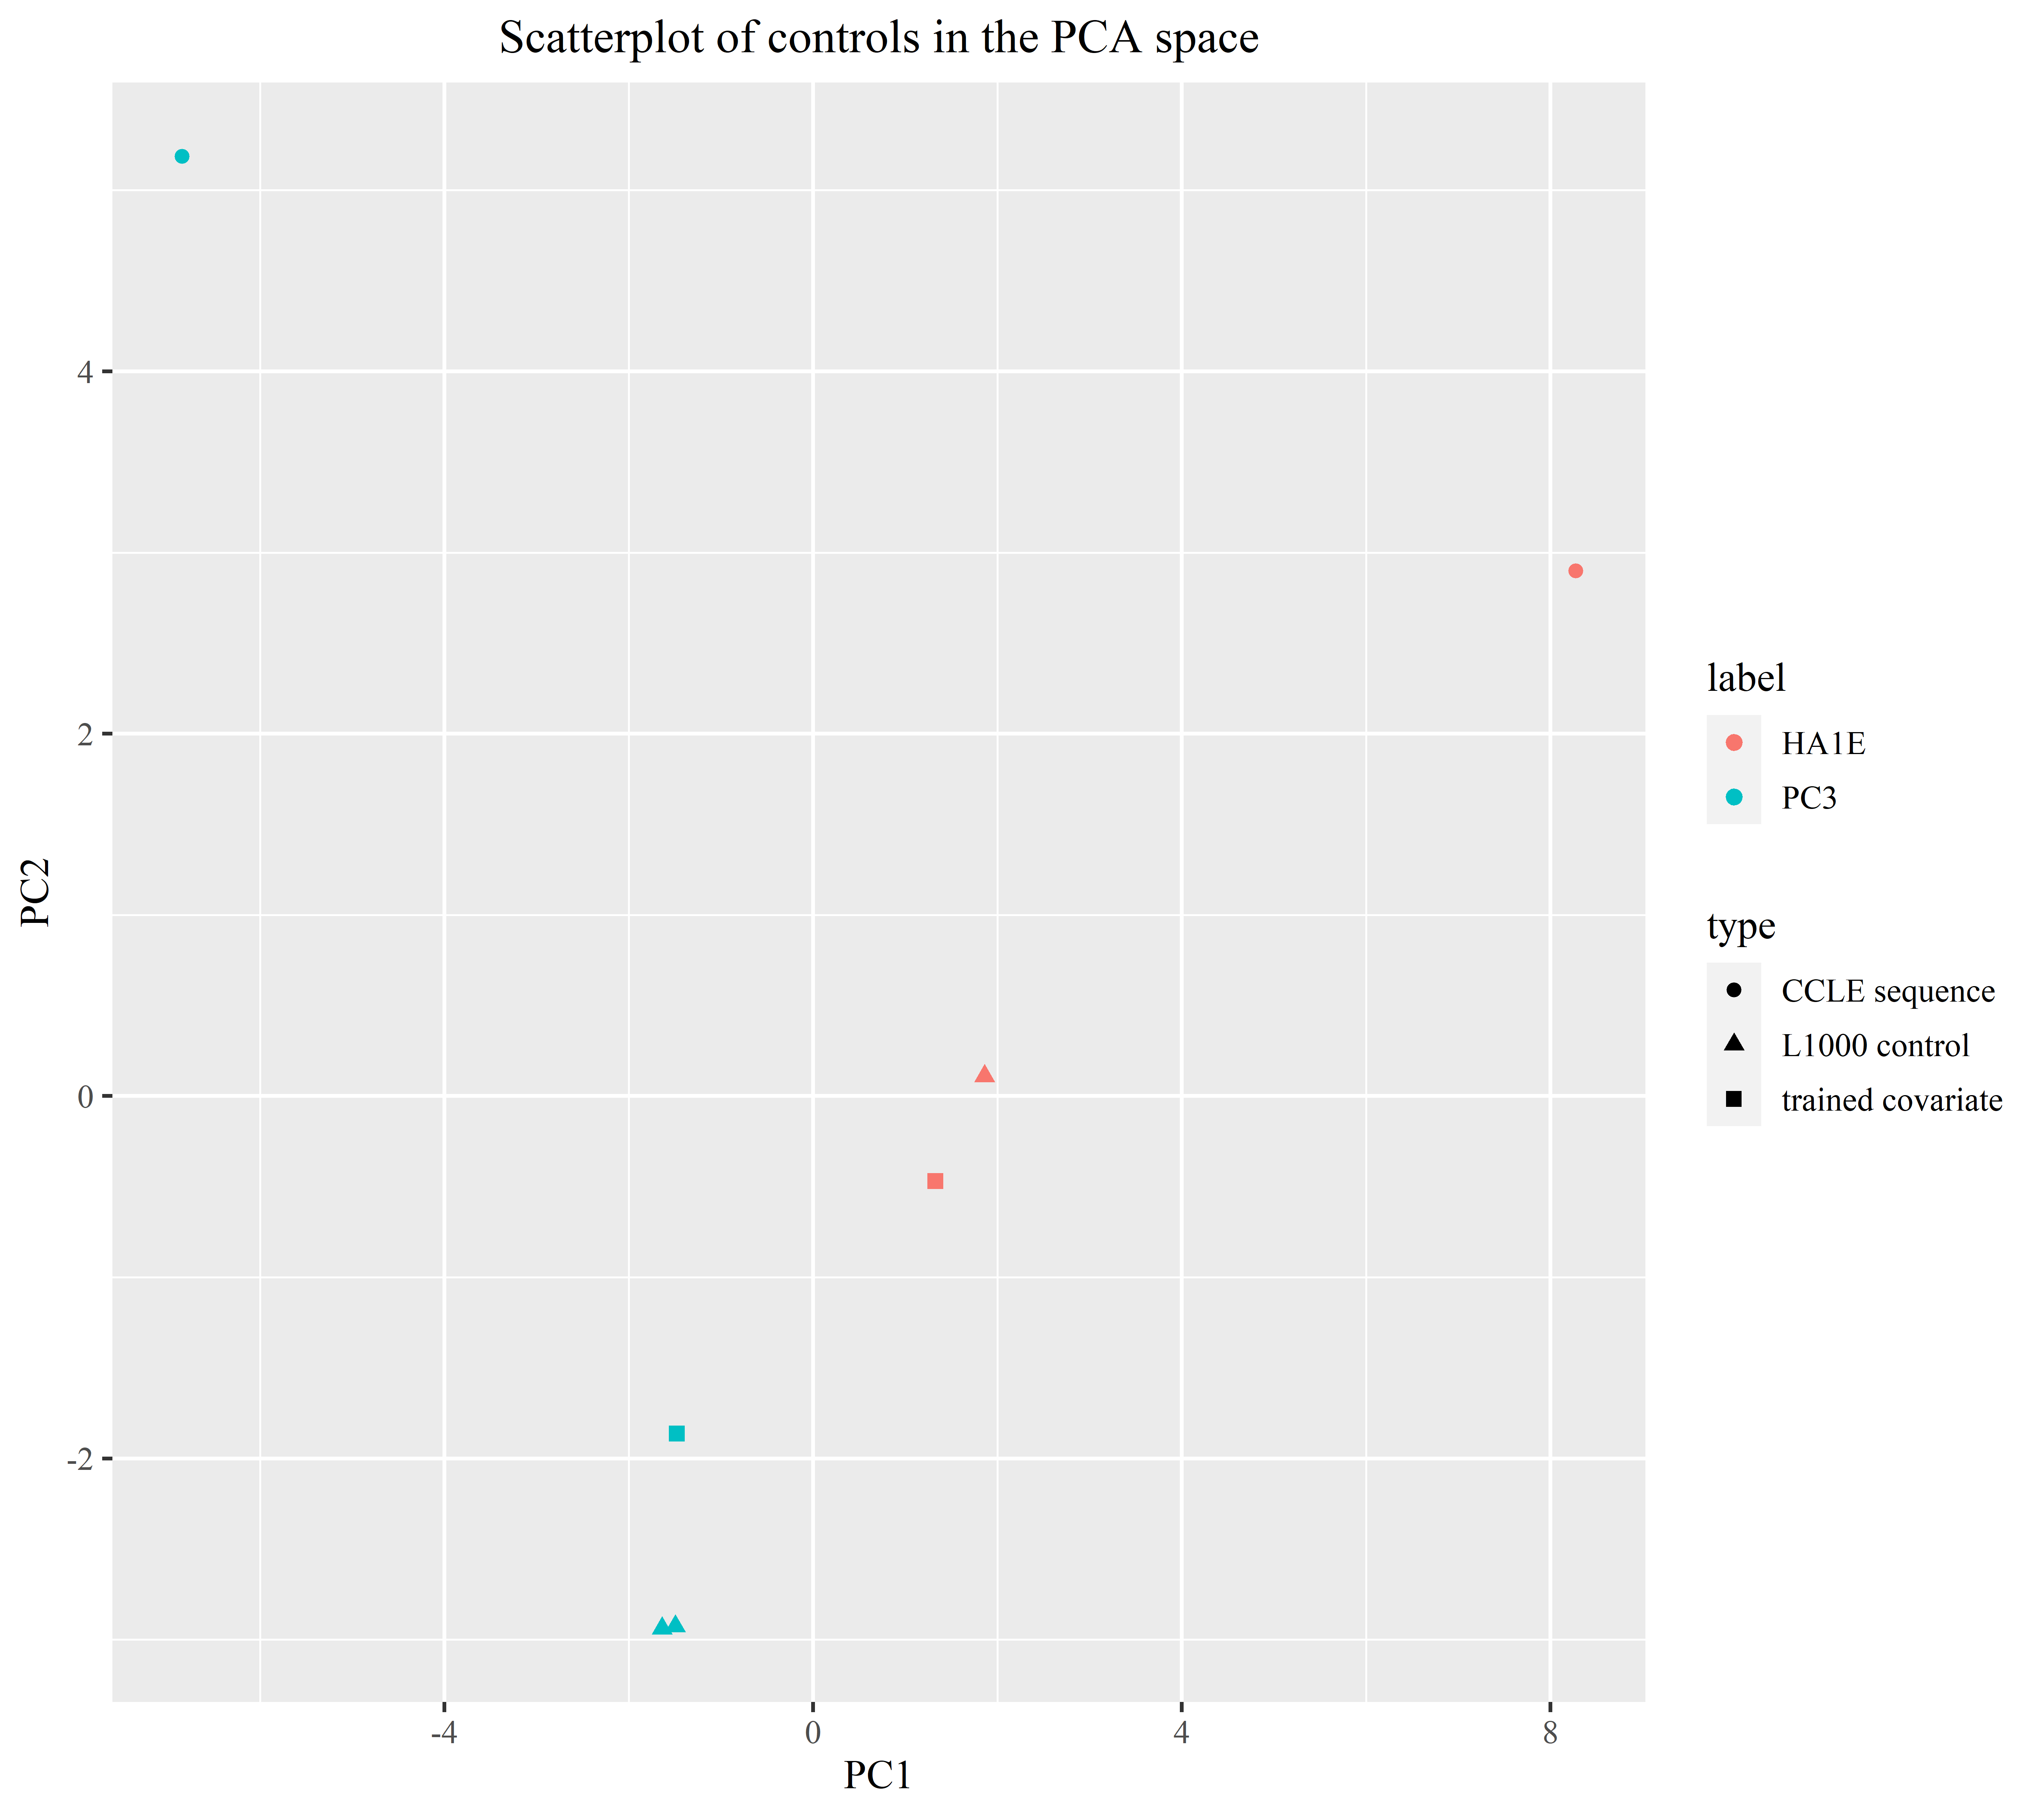 Scatterplot of controls in the PCA space
4
2
0
-2
PC2
-4
0
4
8
PC1
label
HA1E
PC3
type
CCLE sequence
L1000 control
trained covariate